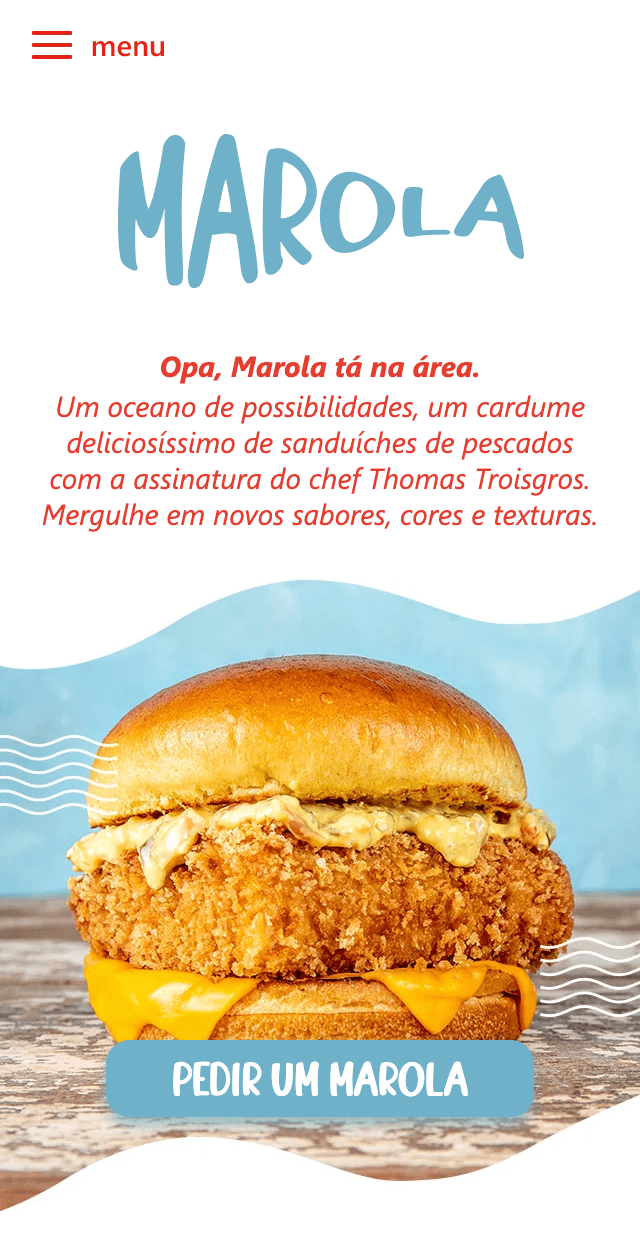 menu
MAROLA
Opa, Marola tá na área.
Um oceano de possibilidades, um cardume
deliciosíssimo de sanduíches de pescados
com a assinatura do chef Thomas Troisgros.
Mergulhe em novos sabores, cores e texturas.
PEDIR UM MAROLA